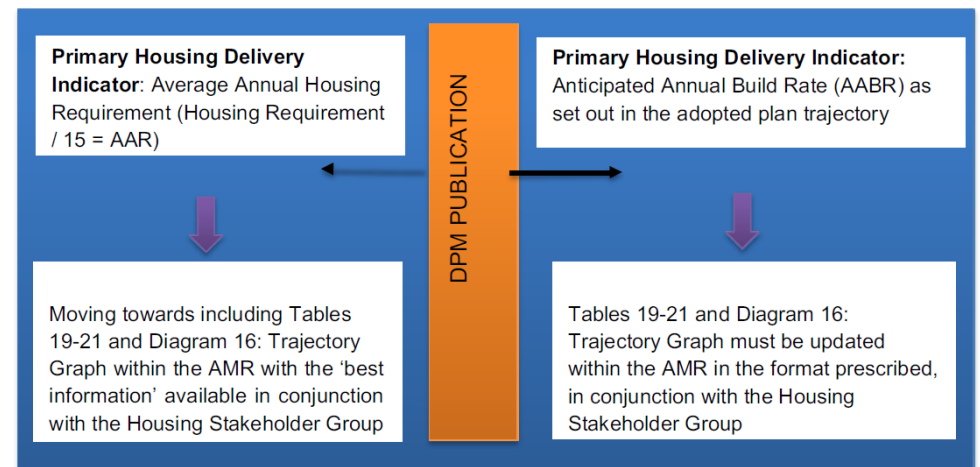 Primary Housing Delivery
Indicator: Average Annual Housing
Requirement (Housing Requirement
/ 15 = AAR)
Moving towards including Tables
19-21 and Diagram 16: Trajectory
Graph within the AMR with the ‘best
information’ available in conjunction
with the Housing Stakeholder Group
DPM PUBLICATION
Primary Housing Delivery Indicator:
Anticipated Annual Build Rate (AABR) as
set out in the adopted plan trajectory
Tables 19-21 and Diagram 16:
Trajectory Graph must be updated
within the AMR in the format prescribed,
in conjunction with the Housing
Stakeholder Group